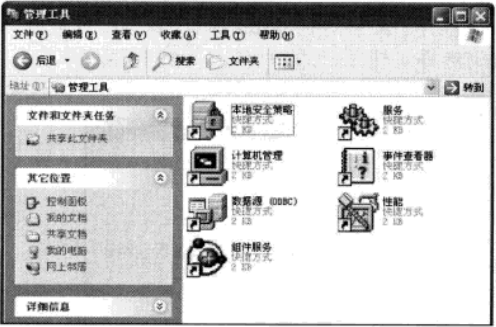 管理工具
文件(F) 编辑(E) 查看(V) 收藏(A) 工具(T) 帮助(H)
后退 搜索 文件夹
地址(D) 管理工具 转到
文件和文件夹任务
共享此文件夹
其它位置
控制面板
我的文档
共享文档
我的电脑
网上邻居
详细信息
本地安全策略
快捷方式
2 KB
服务
快捷方式
2 KB
计算机管理
快捷方式
2 KB
事件查看器
快捷方式
2 KB
数据源 (ODBC)
快捷方式
2 KB
性能
快捷方式
2 KB
组件服务
快捷方式
2 KB